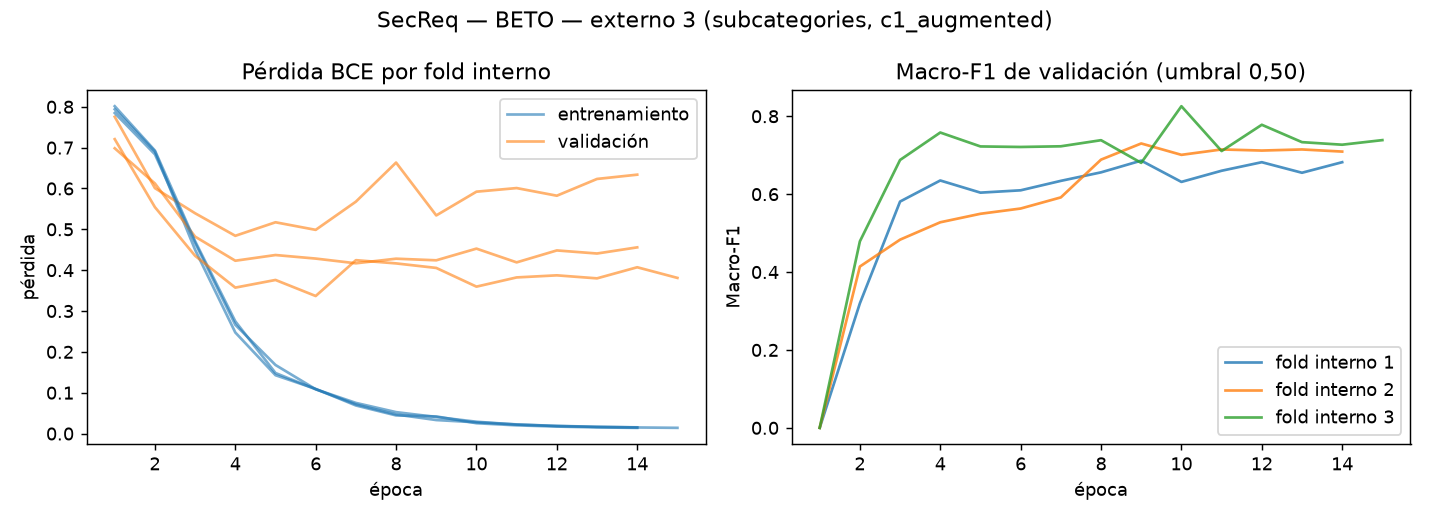 SecReq — BETO — externo 3 (subcategories, c1_augmented)
Pérdida BCE por fold interno
pérdida
0.8
0.7
0.6
0.5
0.4
0.3
0.2
0.1
0.0
entrenamiento
validación
2 4 6 8 10 12 14
época
Macro-F1 de validación (umbral 0,50)
Macro-F1
0.8
0.6
0.4
0.2
0.0
fold interno 1
fold interno 2
fold interno 3
2 4 6 8 10 12 14
época